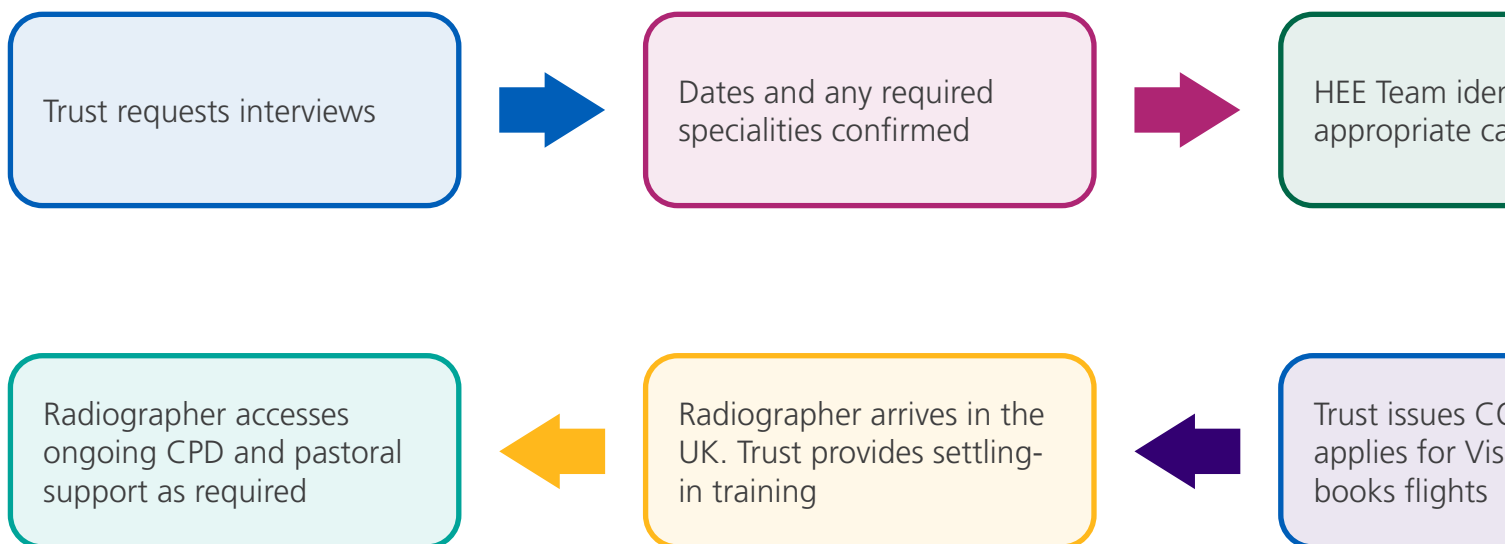 Trust requests interviews
Dates and any required
specialities confirmed
HEE Team
appropriate
Radiographer accesses
ongoing CPD and pastoral
support as required
Radiographer arrives in the
UK. Trust provides settling-
in training
Trust issues
applies for
books flights